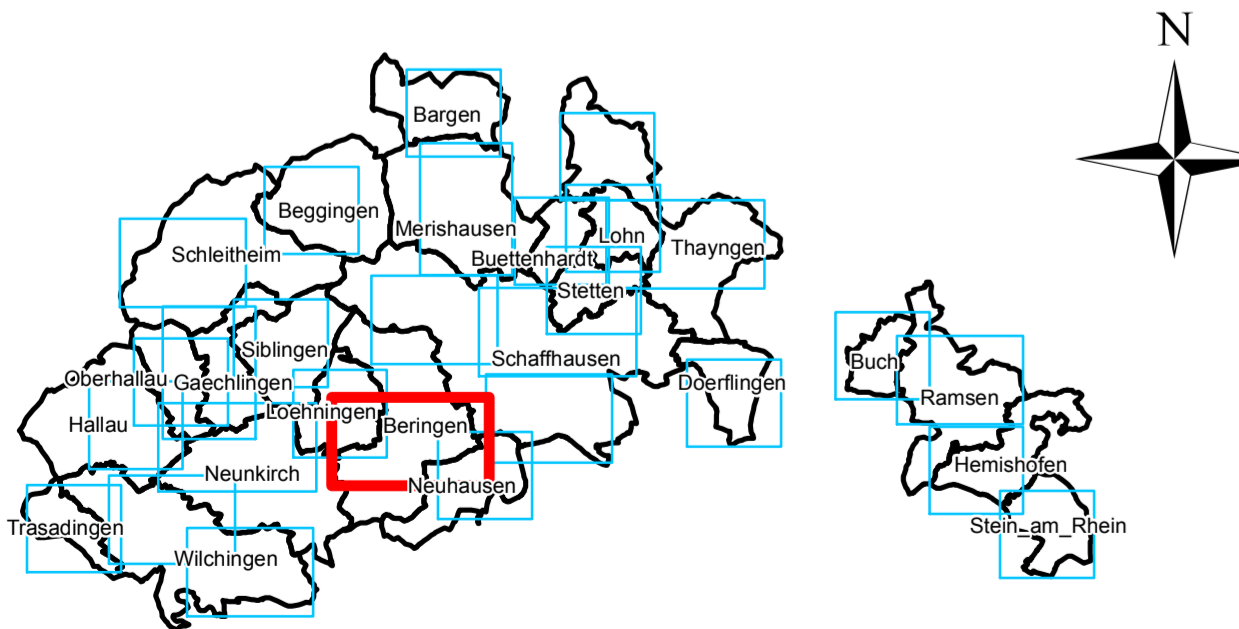 N
Bargen
Beggingen
Merishausen
Lohn
Thayngen
Schleitheim
Buettenhardt
Stetten
Siblingen
Schaffhausen
Oberhallau
Gaechlingen
Doerflingen
Buch
Ramsen
Loehningen
Hallau
Beringen
Neunkirch
Neuhausen
Hemishofen
Trasadingen
Stein_am_Rhein
Wilchingen